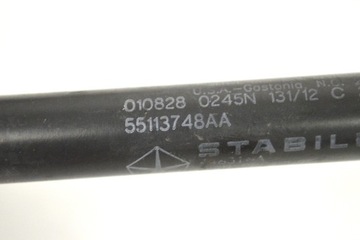 U.S.A.-Gastonia, N.C.
010828 0245N 131/12 C
55113748AA
STABIL